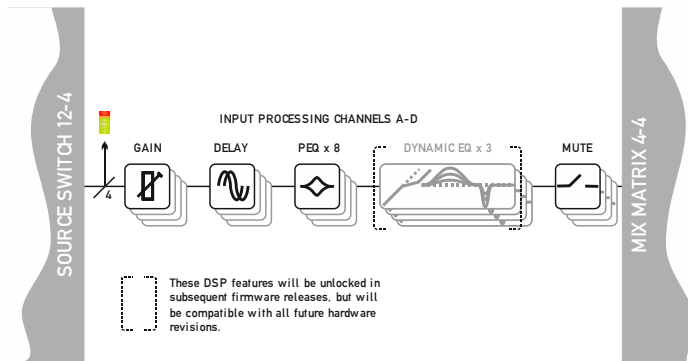 SOURCE SWITCH 12-4
INPUT PROCESSING CHANNELS A-D
GAIN
DELAY
PEQ x 8
DYNAMIC EQ x 3
MUTE
4
MIX MATRIX 4-4
These DSP features will be unlocked in
subsequent firmware releases, but will
be compatible with all future hardware
revisions.